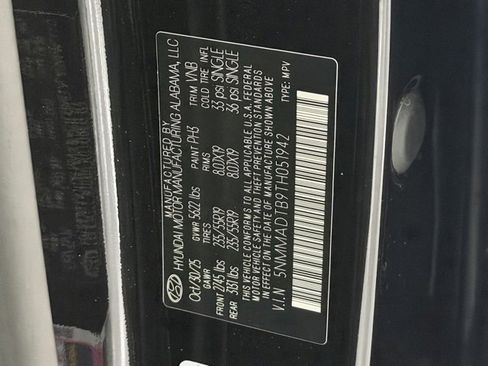 MANUFACTURED BY
HYUNDAI MOTOR MANUFACTURING ALABAMA, LLC
Oct 30/25 GVWR 5622 lbs PAINT PH3 TRIM VNB
GAWR TIRES RIMS COLD TIRE INFL
FRONT 2745 lbs 235/55R19 8.0JX19 33 psi SINGLE
REAR 3131 lbs 235/55R19 8.0JX19 36 psi SINGLE
THIS VEHICLE CONFORMS TO ALL APPLICABLE U.S.A. FEDERAL
MOTOR VEHICLE SAFETY AND THEFT PREVENTION STANDARDS
IN EFFECT ON THE DATE OF MANUFACTURE SHOWN ABOVE
V.I.N 5NMMADTB9TH051942 TYPE: MPV